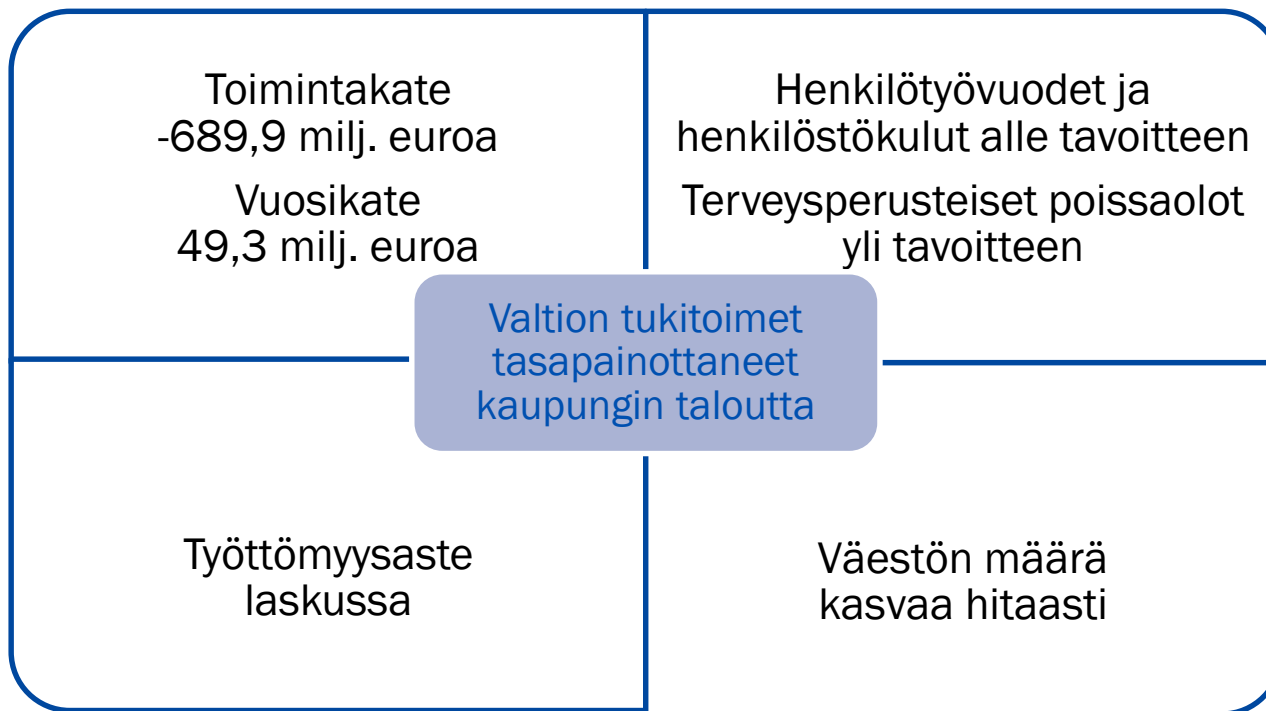 Toimintakate
-689,9 milj. euroa
Vuosikate
49,3 milj. euroa
Henkilötyövuodet ja
henkilöstökulut alle tavoitteen
Terveysperusteiset poissaolot
yli tavoitteen
Valtion tukitoimet
tasapainottaneet
kaupungin taloutta
Työttömyysaste
laskussa
Väestön määrä
kasvaa hitaasti